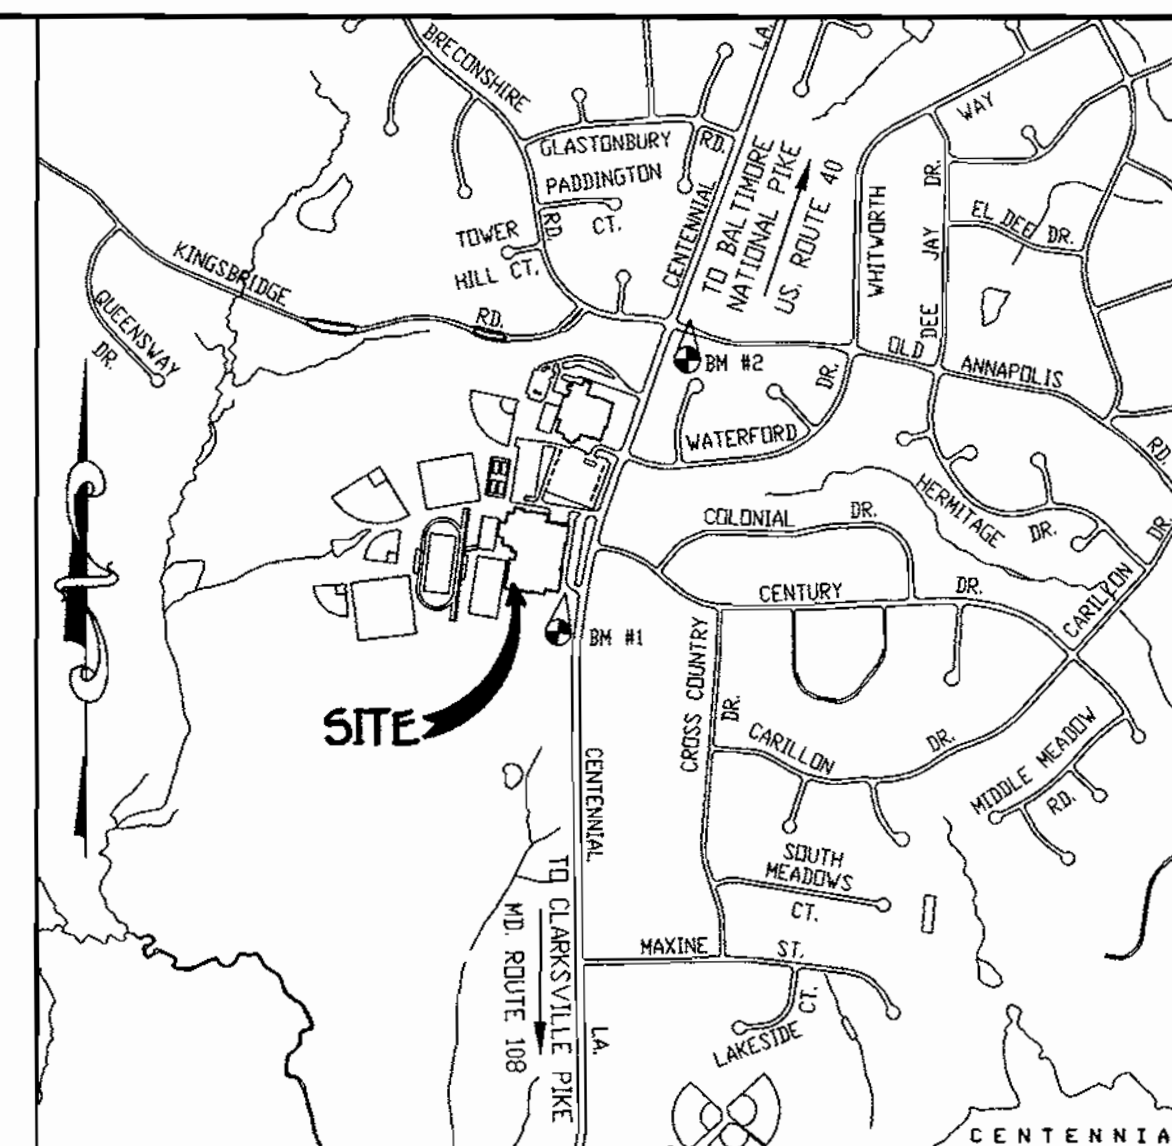 BRECONSHIRE
LA.
GLASTONBURY
RD.
PADDINGTON
RD.
CT.
TOWER
HILL CT.
CENTENNIAL
TO BALTIMORE
NATIONAL PIKE
US. ROUTE 40
WAY
WHITWORTH
DR.
JAY
DEE
EL DEE DR.
KINGSBRIDGE
RD.
QUEENSWAY
DR.
BM #2
OLD
ANNAPOLIS
RD.
DR.
WATERFORD
HERMITAGE
DR.
COLONIAL DR.
DR.
CENTURY DR.
CARILLON
BM #1
CROSS COUNTRY
DR.
SITE
CARILLON
DR.
MIDDLE MEADOW
RD.
CENTENNIAL
SOUTH
MEADOWS
CT.
TO CLARKSVILLE PIKE
MD. ROUTE 108
MAXINE ST.
LA.
CT.
LAKESIDE
CENTENNIA